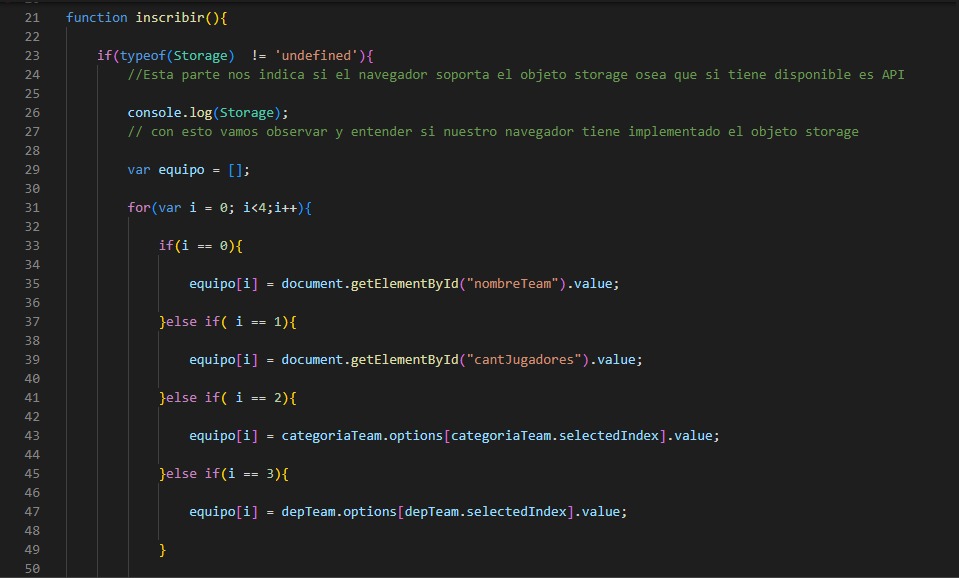 21 function inscribir(){
22
23 if(typeof(Storage)  != 'undefined'){
24 //Esta parte nos indica si el navegador soporta el objeto storage osea que si tiene disponible es API
25
26 console.log(Storage);
27 // con esto vamos observar y entender si nuestro navegador tiene implementado el objeto storage
28
29 var equipo = [];
30
31 for(var i = 0; i<4;i++){
32
33 if(i == 0){
34
35 equipo[i] = document.getElementById("nombreTeam").value;
36
37 }else if( i == 1){
38
39 equipo[i] = document.getElementById("cantJugadores").value;
40
41 }else if( i == 2){
42
43 equipo[i] = categoriaTeam.options[categoriaTeam.selectedIndex].value;
44
45 }else if(i == 3){
46
47 equipo[i] = depTeam.options[depTeam.selectedIndex].value;
48
49 }
50